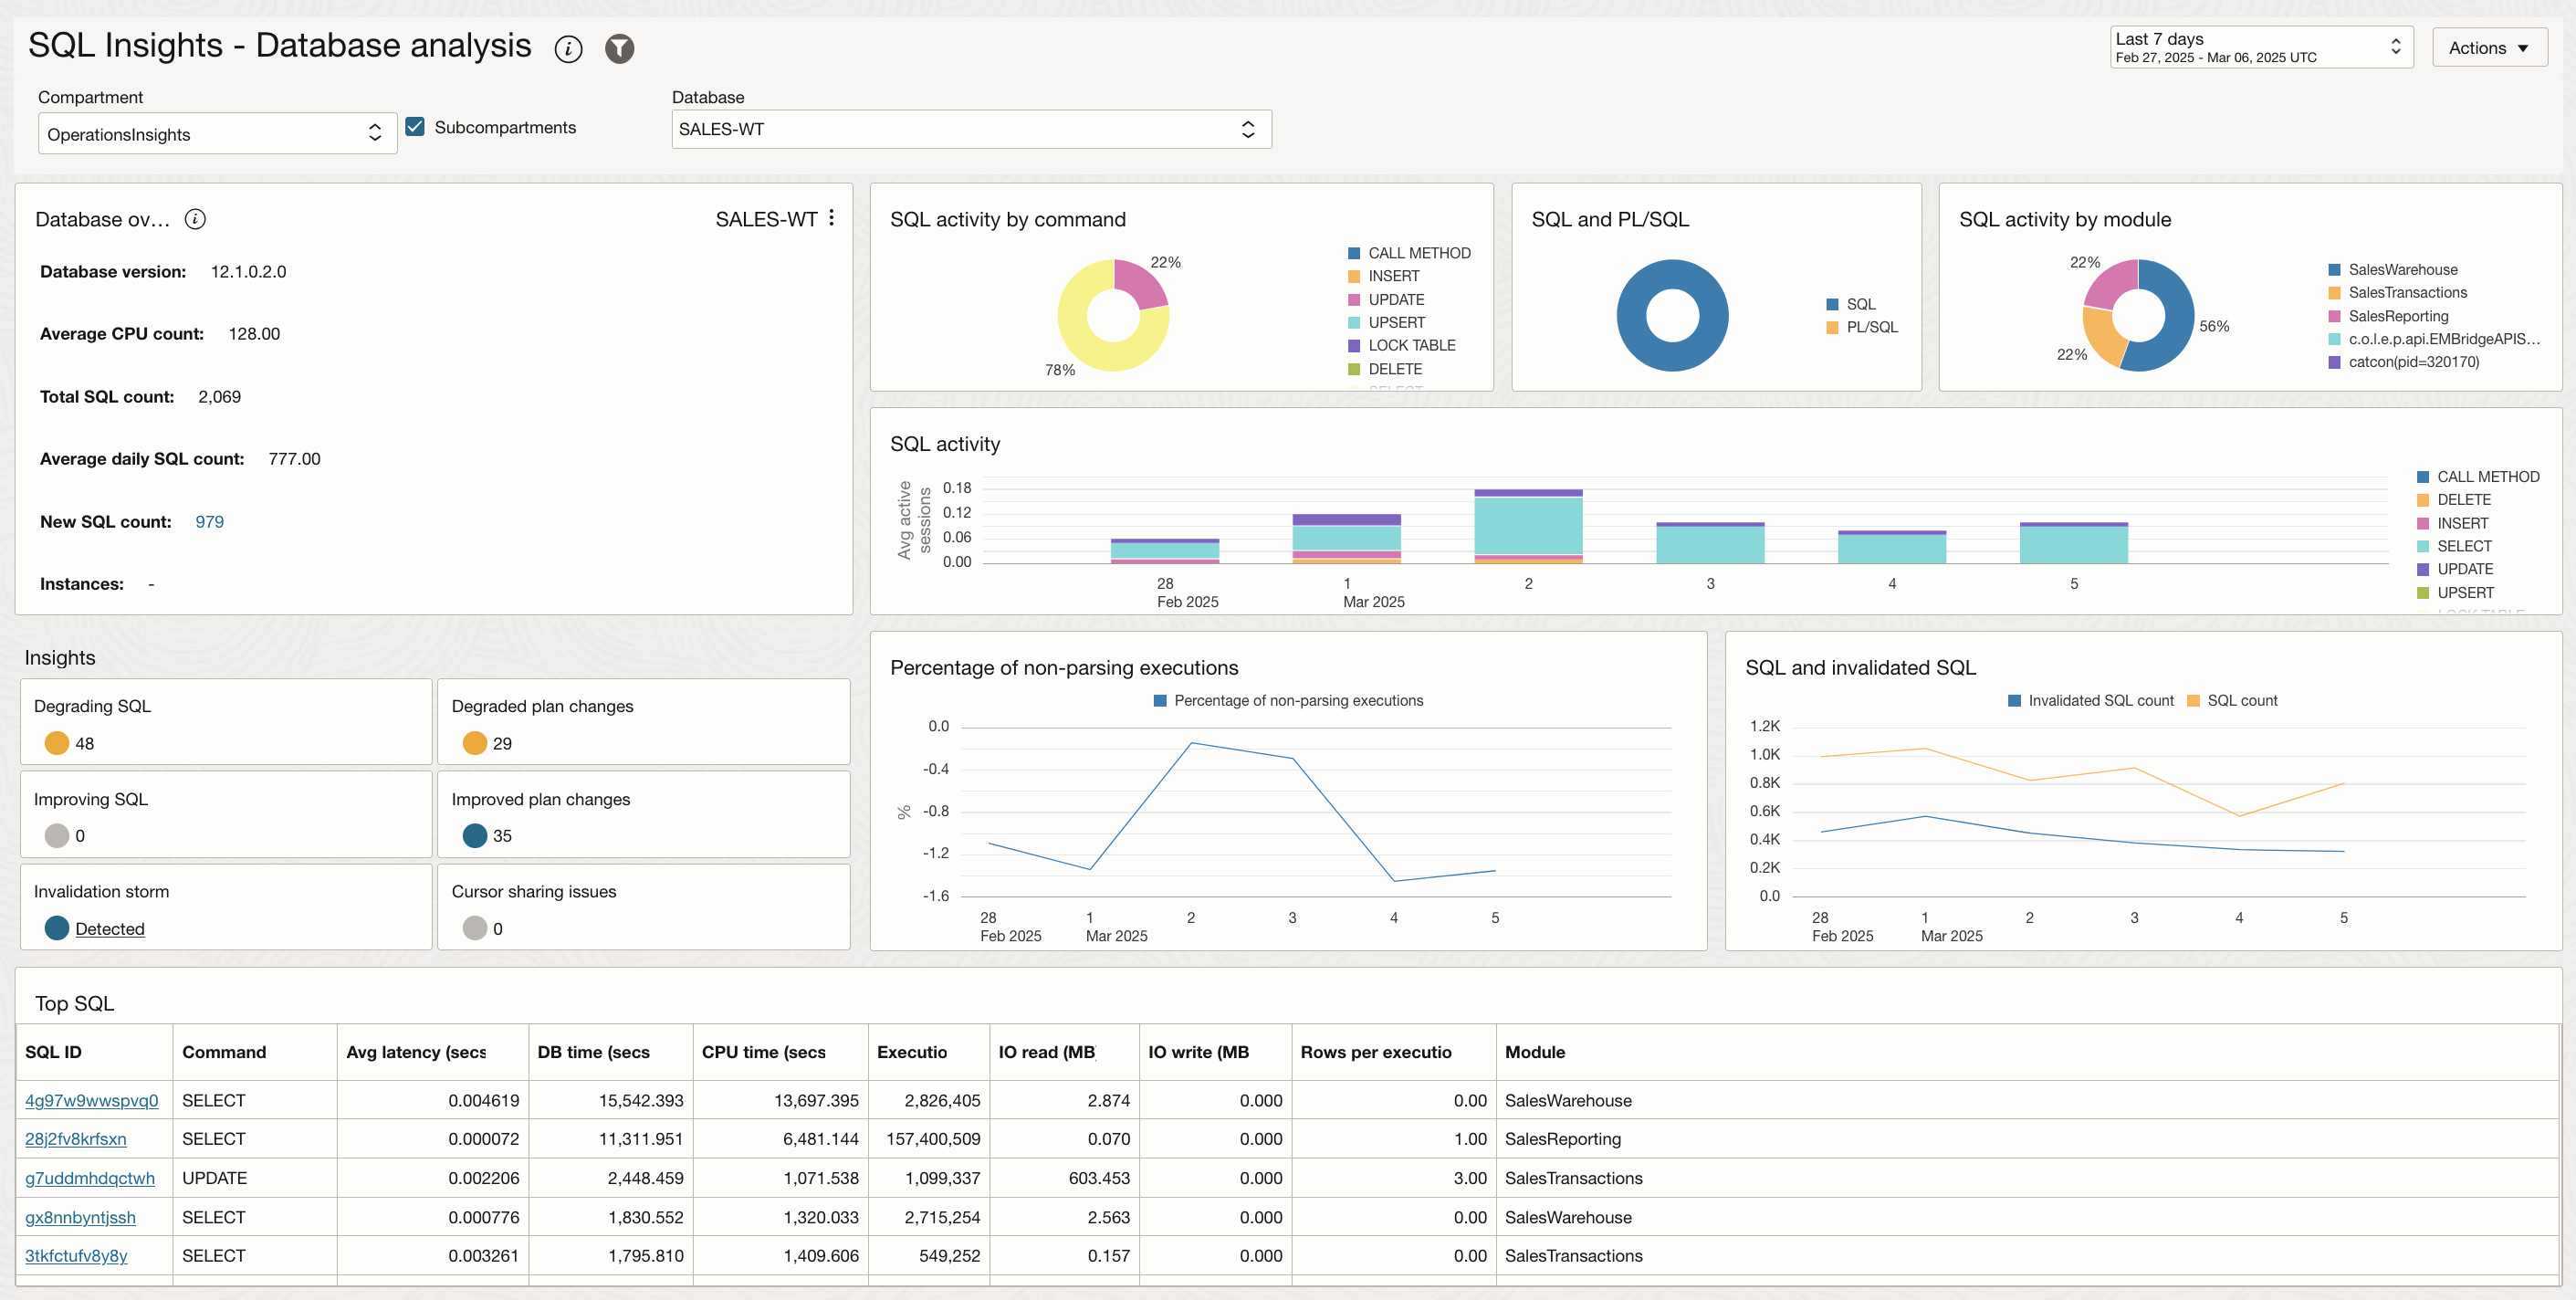 SQL Insights - Database analysis
Last 7 days
Feb 27, 2025 - Mar 06, 2025 UTC
Actions
Compartment
OperationsInsights
Subcompartments
Database
SALES-WT
Database ov...
SALES-WT
Database version: 12.1.0.2.0
Average CPU count: 128.00
Total SQL count: 2,069
Average daily SQL count: 777.00
New SQL count: 979
Instances: -
SQL activity by command
22%
78%
CALL METHOD
INSERT
UPDATE
UPSERT
LOCK TABLE
DELETE
SQL and PL/SQL
SQL
PL/SQL
SQL activity by module
22%
56%
22%
SalesWarehouse
SalesTransactions
SalesReporting
c.o.l.e.p.api.EMBridgeAPIS...
catcon(pid=320170)
SQL activity
Avg active
sessions
0.18
0.12
0.06
0.00
28 1 2 3 4 5
Feb 2025 Mar 2025
CALL METHOD
DELETE
INSERT
SELECT
UPDATE
UPSERT
Insights
Degrading SQL
48
Degraded plan changes
29
Improving SQL
0
Improved plan changes
35
Invalidation storm
Detected
Cursor sharing issues
0
Percentage of non-parsing executions
Percentage of non-parsing executions
%
0.0
-0.4
-0.8
-1.2
-1.6
28 1 2 3 4 5
Feb 2025 Mar 2025
SQL and invalidated SQL
Invalidated SQL count SQL count
1.2K
1.0K
0.8K
0.6K
0.4K
0.2K
0.0
28 1 2 3 4 5
Feb 2025 Mar 2025
Top SQL
SQL ID Command Avg latency (secs DB time (secs CPU time (secs Executio IO read (MB IO write (MB Rows per executio Module
4g97w9wwspvq0 SELECT 0.004619 15,542.393 13,697.395 2,826,405 2.874 0.000 0.00 SalesWarehouse
28j2fv8krfsxn SELECT 0.000072 11,311.951 6,481.144 157,400,509 0.070 0.000 1.00 SalesReporting
g7uddmhdqctwh UPDATE 0.002206 2,448.459 1,071.538 1,099,337 603.453 0.000 3.00 SalesTransactions
gx8nnbyntjssh SELECT 0.000776 1,830.552 1,320.033 2,715,254 2.563 0.000 0.00 SalesWarehouse
3tkfctufv8y8y SELECT 0.003261 1,795.810 1,409.606 549,252 0.157 0.000 0.00 SalesTransactions